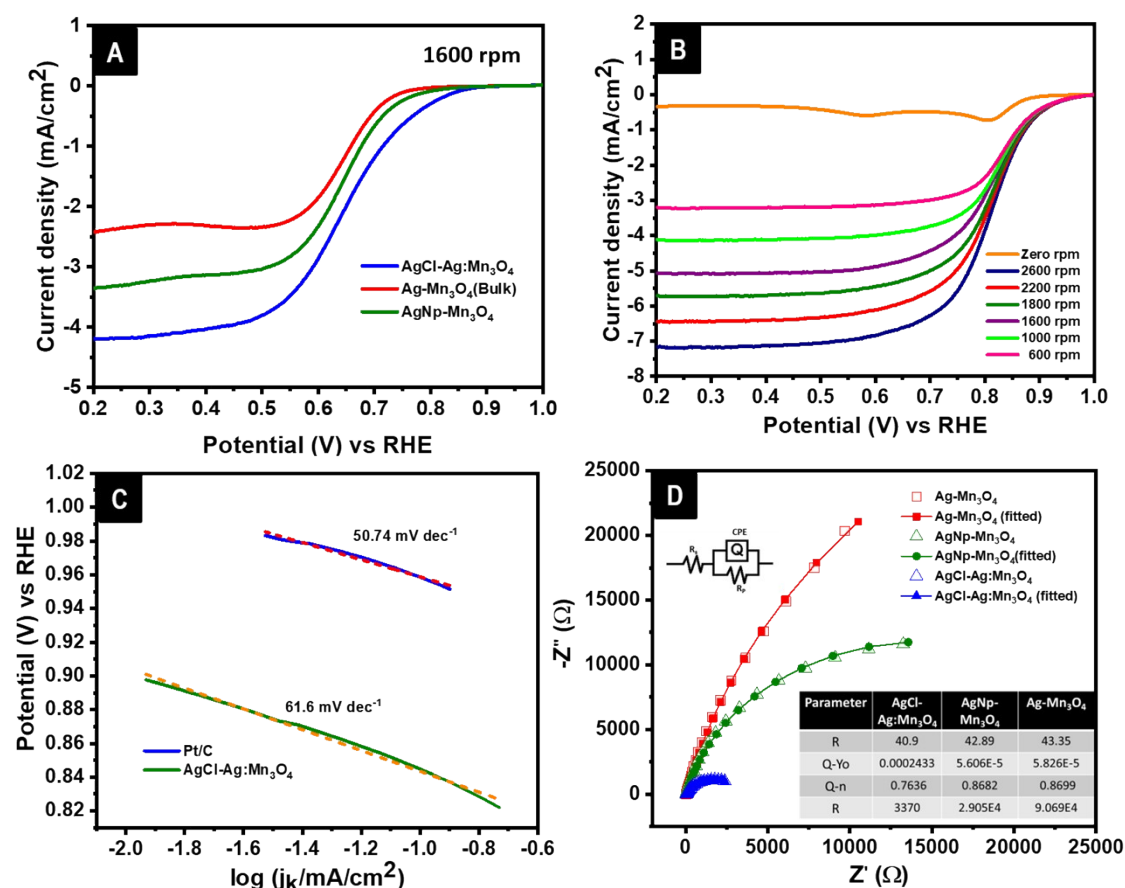 A
1600 rpm
1
0
-1
-2
-3
-4
-5
Current density (mA/cm²)
AgCl-Ag:Mn₃O₄
Ag-Mn₃O₄(Bulk)
AgNp-Mn₃O₄
0.2 0.3 0.4 0.5 0.6 0.7 0.8 0.9 1.0
Potential (V) vs RHE
B
2
1
0
-1
-2
-3
-4
-5
-6
-7
-8
Current density (mA/cm²)
Zero rpm
2600 rpm
2200 rpm
1800 rpm
1600 rpm
1000 rpm
600 rpm
0.2 0.3 0.4 0.5 0.6 0.7 0.8 0.9 1.0
Potential (V) vs RHE
C
1.02
1.00
0.98
0.96
0.94
0.92
0.90
0.88
0.86
0.84
0.82
Potential (V) vs RHE
50.74 mV dec⁻¹
61.6 mV dec⁻¹
Pt/C
AgCl-Ag:Mn₃O₄
-2.0 -1.8 -1.6 -1.4 -1.2 -1.0 -0.8 -0.6
log (jₖ/mA/cm²)
D
25000
20000
15000
10000
5000
0
-Z" (Ω)
Ag-Mn₃O₄
Ag-Mn₃O₄ (fitted)
AgNp-Mn₃O₄
AgNp-Mn₃O₄(fitted)
AgCl-Ag:Mn₃O₄
AgCl-Ag:Mn₃O₄ (fitted)
CPE
Q
Rₛ
Rₚ
Parameter AgCl-Ag:Mn₃O₄ AgNp-Mn₃O₄ Ag-Mn₃O₄
R 40.9 42.89 43.35
Q-Yo 0.0002433 5.606E-5 5.826E-5
Q-n 0.7636 0.8682 0.8699
R 3370 2.905E4 9.069E4
0 5000 10000 15000 20000 25000
Z' (Ω)